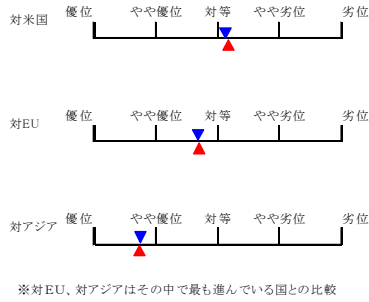 対米国 優位 やや優位 対等 やや劣位 劣位
対EU 優位 やや優位 対等 やや劣位 劣位
対アジア 優位 やや優位 対等 やや劣位 劣位
※対EU、対アジアはその中で最も進んでいる国との比較